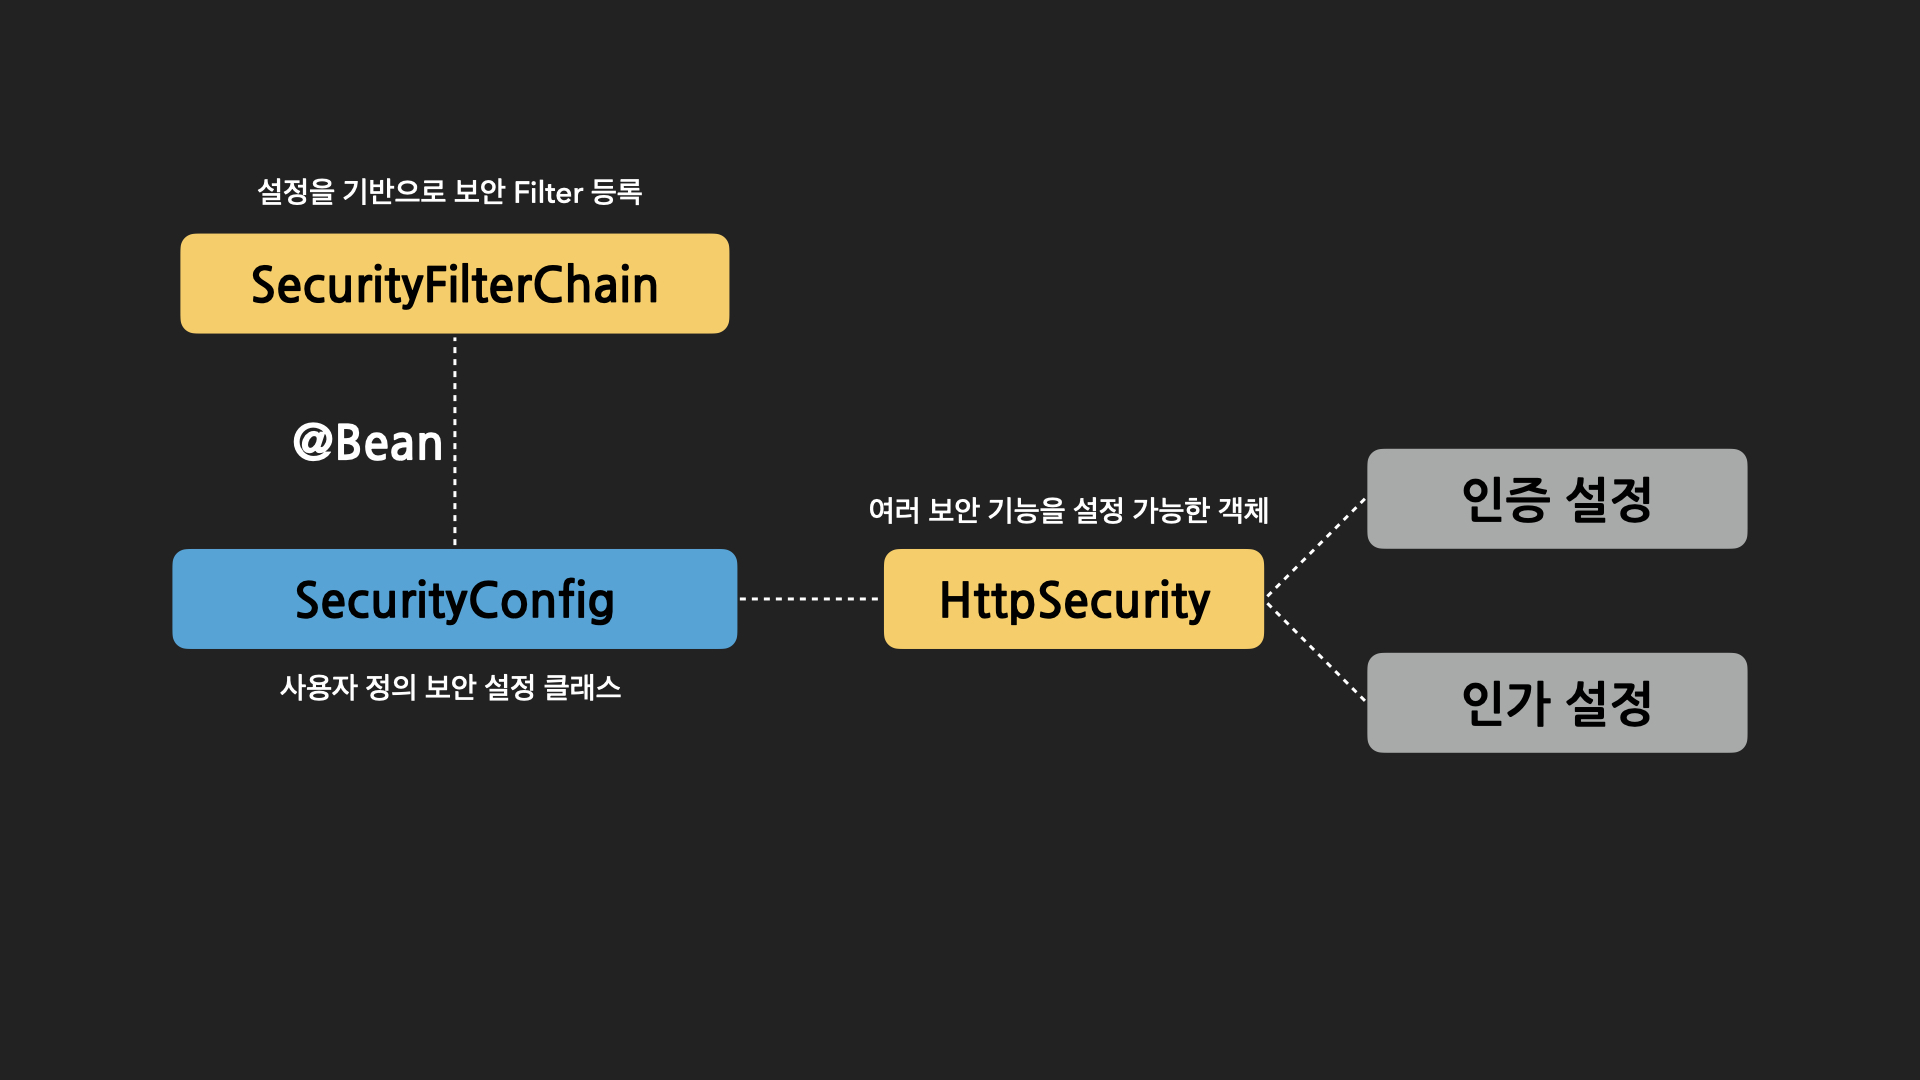 설정을 기반으로 보안 Filter 등록
SecurityFilterChain
@Bean
SecurityConfig
사용자 정의 보안 설정 클래스
여러 보안 기능을 설정 가능한 객체
HttpSecurity
인증 설정
인가 설정